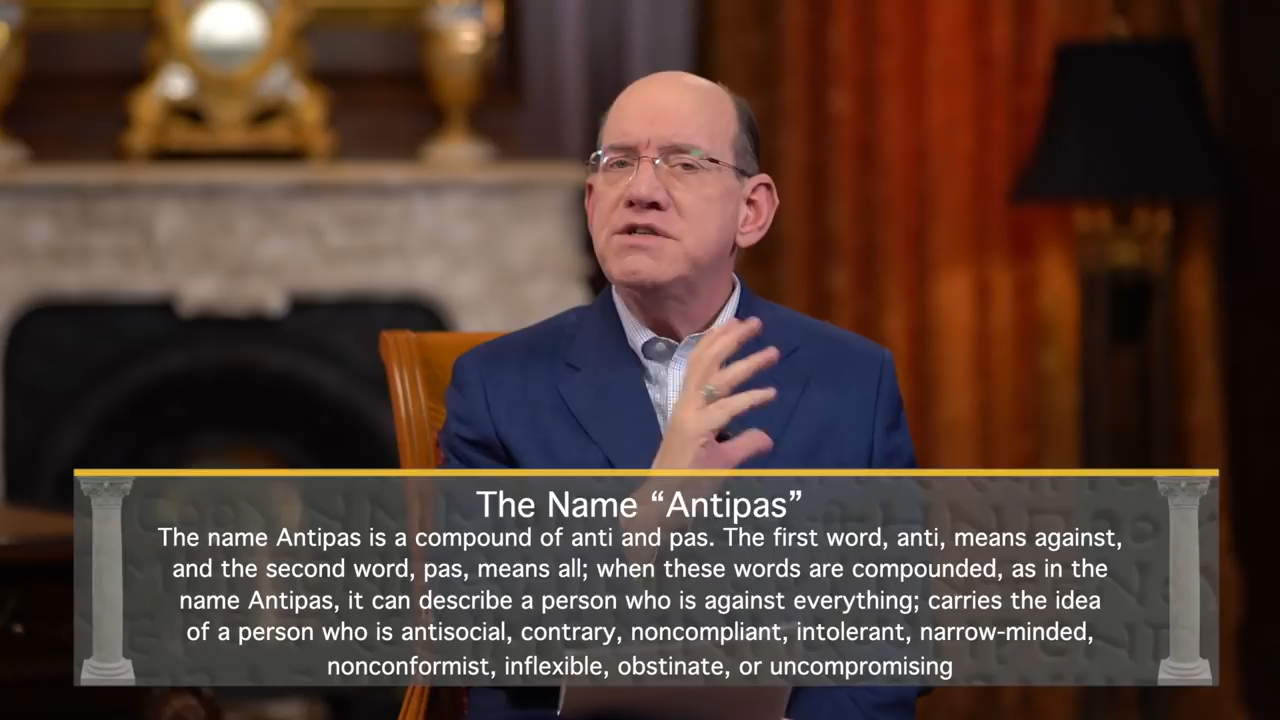 The Name “Antipas”
The name Antipas is a compound of anti and pas. The first word, anti, means against,
and the second word, pas, means all; when these words are compounded, as in the
name Antipas, it can describe a person who is against everything; carries the idea
of a person who is antisocial, contrary, noncompliant, intolerant, narrow-minded,
nonconformist, inflexible, obstinate, or uncompromising